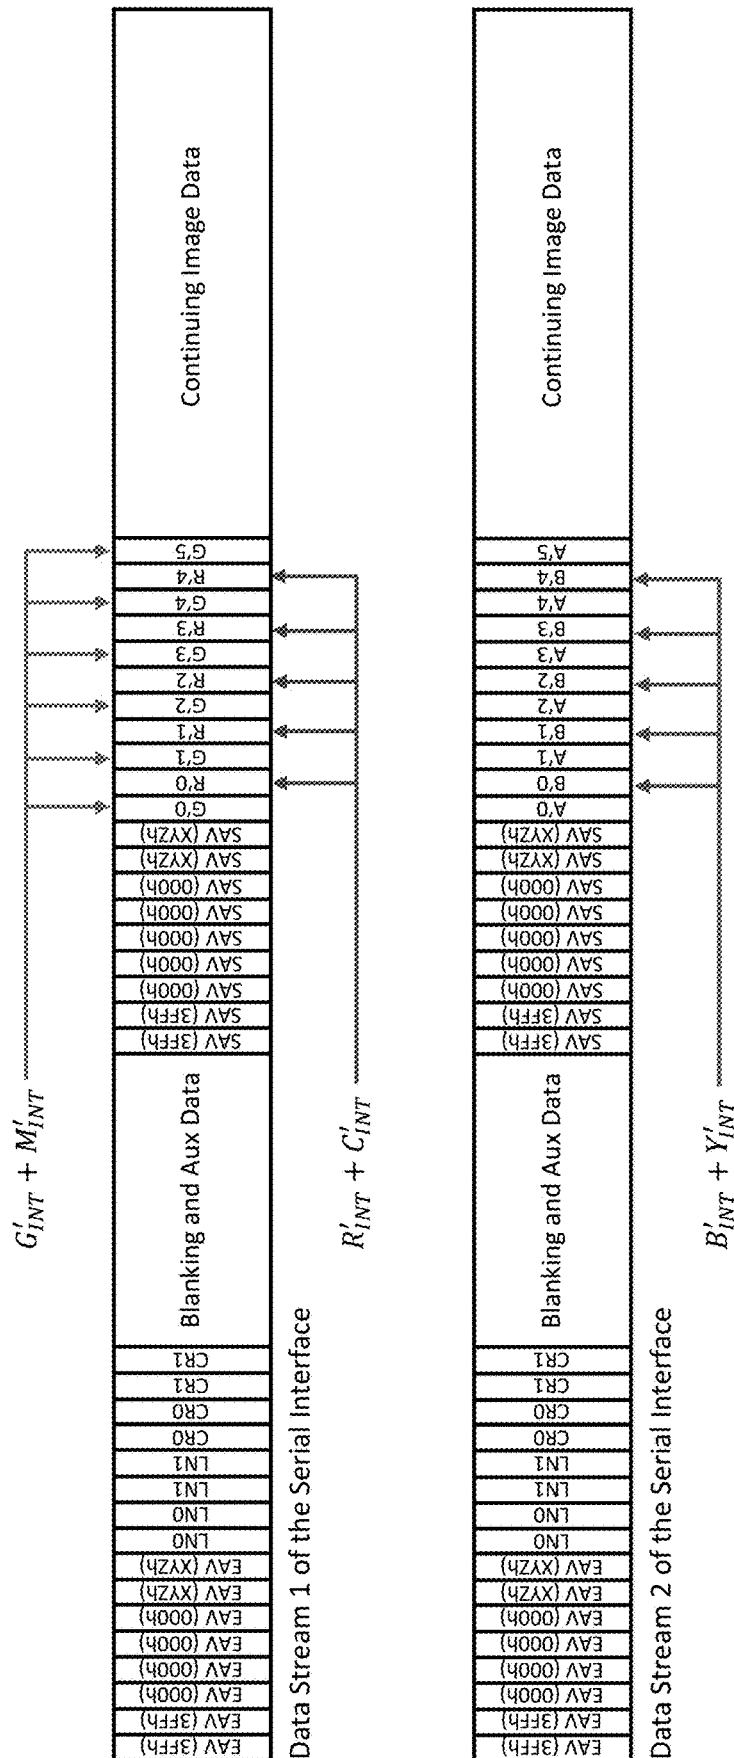 G'INT + M'INT
EAV (3FFh)
EAV (3FFh)
EAV (000h)
EAV (000h)
EAV (000h)
EAV (000h)
EAV (XYZh)
EAV (XYZh)
LN0
LN0
LN1
LN1
CR0
CR0
CR1
CR1
Blanking and Aux Data
SAV (3FFh)
SAV (3FFh)
SAV (000h)
SAV (000h)
SAV (000h)
SAV (000h)
SAV (000h)
SAV (XYZh)
SAV (XYZh)
G'0
R'0
G'1
R'1
G'2
R'2
G'3
R'3
G'4
R'4
G'5
Continuing Image Data
Data Stream 1 of the Serial Interface
R'INT + C'INT
EAV (3FFh)
EAV (3FFh)
EAV (000h)
EAV (000h)
EAV (000h)
EAV (000h)
EAV (XYZh)
EAV (XYZh)
LN0
LN0
LN1
LN1
CR0
CR0
CR1
CR1
Blanking and Aux Data
SAV (3FFh)
SAV (3FFh)
SAV (000h)
SAV (000h)
SAV (000h)
SAV (000h)
SAV (000h)
SAV (XYZh)
SAV (XYZh)
A'0
B'0
A'1
B'1
A'2
B'2
A'3
B'3
A'4
B'4
A'5
Continuing Image Data
Data Stream 2 of the Serial Interface
B'INT + Y'INT